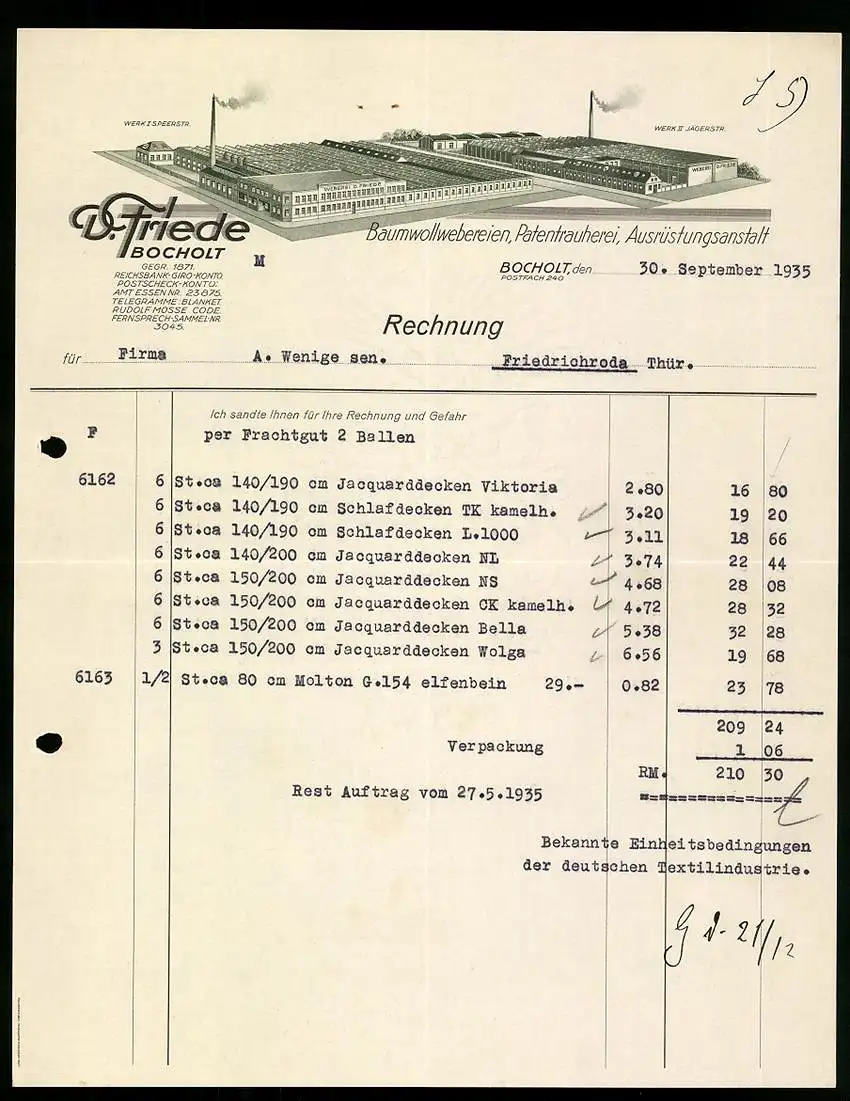 WERK I SPEERSTR.
WERK II JÄGERSTR.
WEBEREI D. FRIEDE
WEBEREI D. FRIEDE
D. Friede
BOCHOLT
GEGR. 1871.
REICHSBANK-GIRO-KONTO.
POSTSCHECK-KONTO:
AMT ESSEN NR. 23875.
TELEGRAMME: BLANKET.
RUDOLF MOSSE CODE.
FERNSPRECH-SAMMEL-NR.
3045.
Baumwollwebereien, Patentrauherei, Ausrüstungsanstalt
M
BOCHOLT, den 30. September 1935
POSTFACH 240
Rechnung
für Firma A. Wenige sen. Friedrichroda Thür.
Ich sandte Ihnen für Ihre Rechnung und Gefahr
F per Frachtgut 2 Ballen
6162 6 St.ca 140/190 cm Jacquarddecken Viktoria 2.80 16 80
6 St.ca 140/190 cm Schlafdecken TK kamelh. 3.20 19 20
6 St.ca 140/190 cm Schlafdecken L.1000 3.11 18 66
6 St.ca 140/200 cm Jacquarddecken NL 3.74 22 44
6 St.ca 150/200 cm Jacquarddecken NS 4.68 28 08
6 St.ca 150/200 cm Jacquarddecken CK kamelh. 4.72 28 32
6 St.ca 150/200 cm Jacquarddecken Bella 5.38 32 28
3 St.ca 150/200 cm Jacquarddecken Wolga 6.56 19 68
6163 1/2 St.ca 80 cm Molton G.154 elfenbein 29.- 0.82 23 78
209 24
Verpackung 1 06
RM. 210 30
Rest Auftrag vom 27.5.1935
Bekannte Einheitsbedingungen
der deutschen Textilindustrie.
21/12